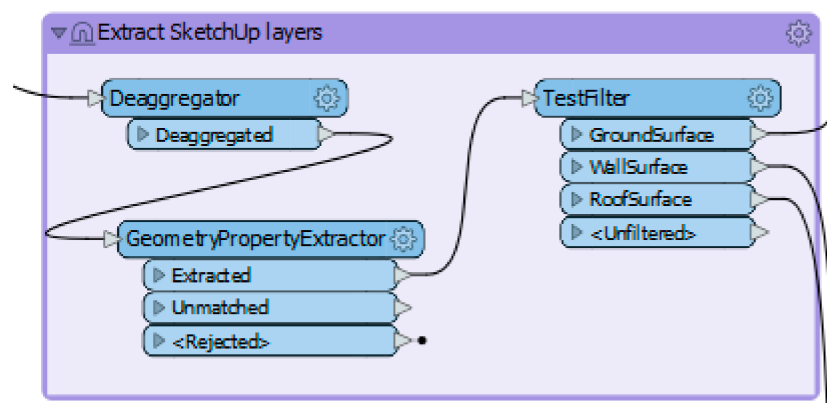 Extract SketchUp layers
Deaggregator
Deaggregated
GeometryPropertyExtractor
Extracted
Unmatched
<Rejected>
TestFilter
GroundSurface
WallSurface
RoofSurface
<Unfiltered>